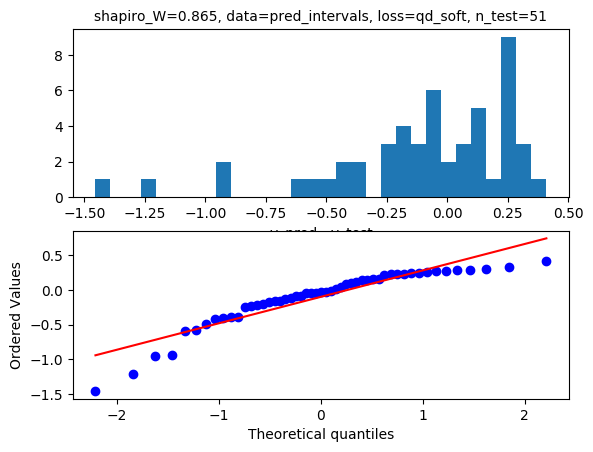 shapiro_W=0.865, data=pred_intervals, loss=qd_soft, n_test=51
8
6
4
2
0
−1.50 −1.25 −1.00 −0.75 −0.50 −0.25 0.00 0.25 0.50
0.5
0.0
−0.5
−1.0
−1.5
Ordered Values
−2 −1 0 1 2
Theoretical quantiles